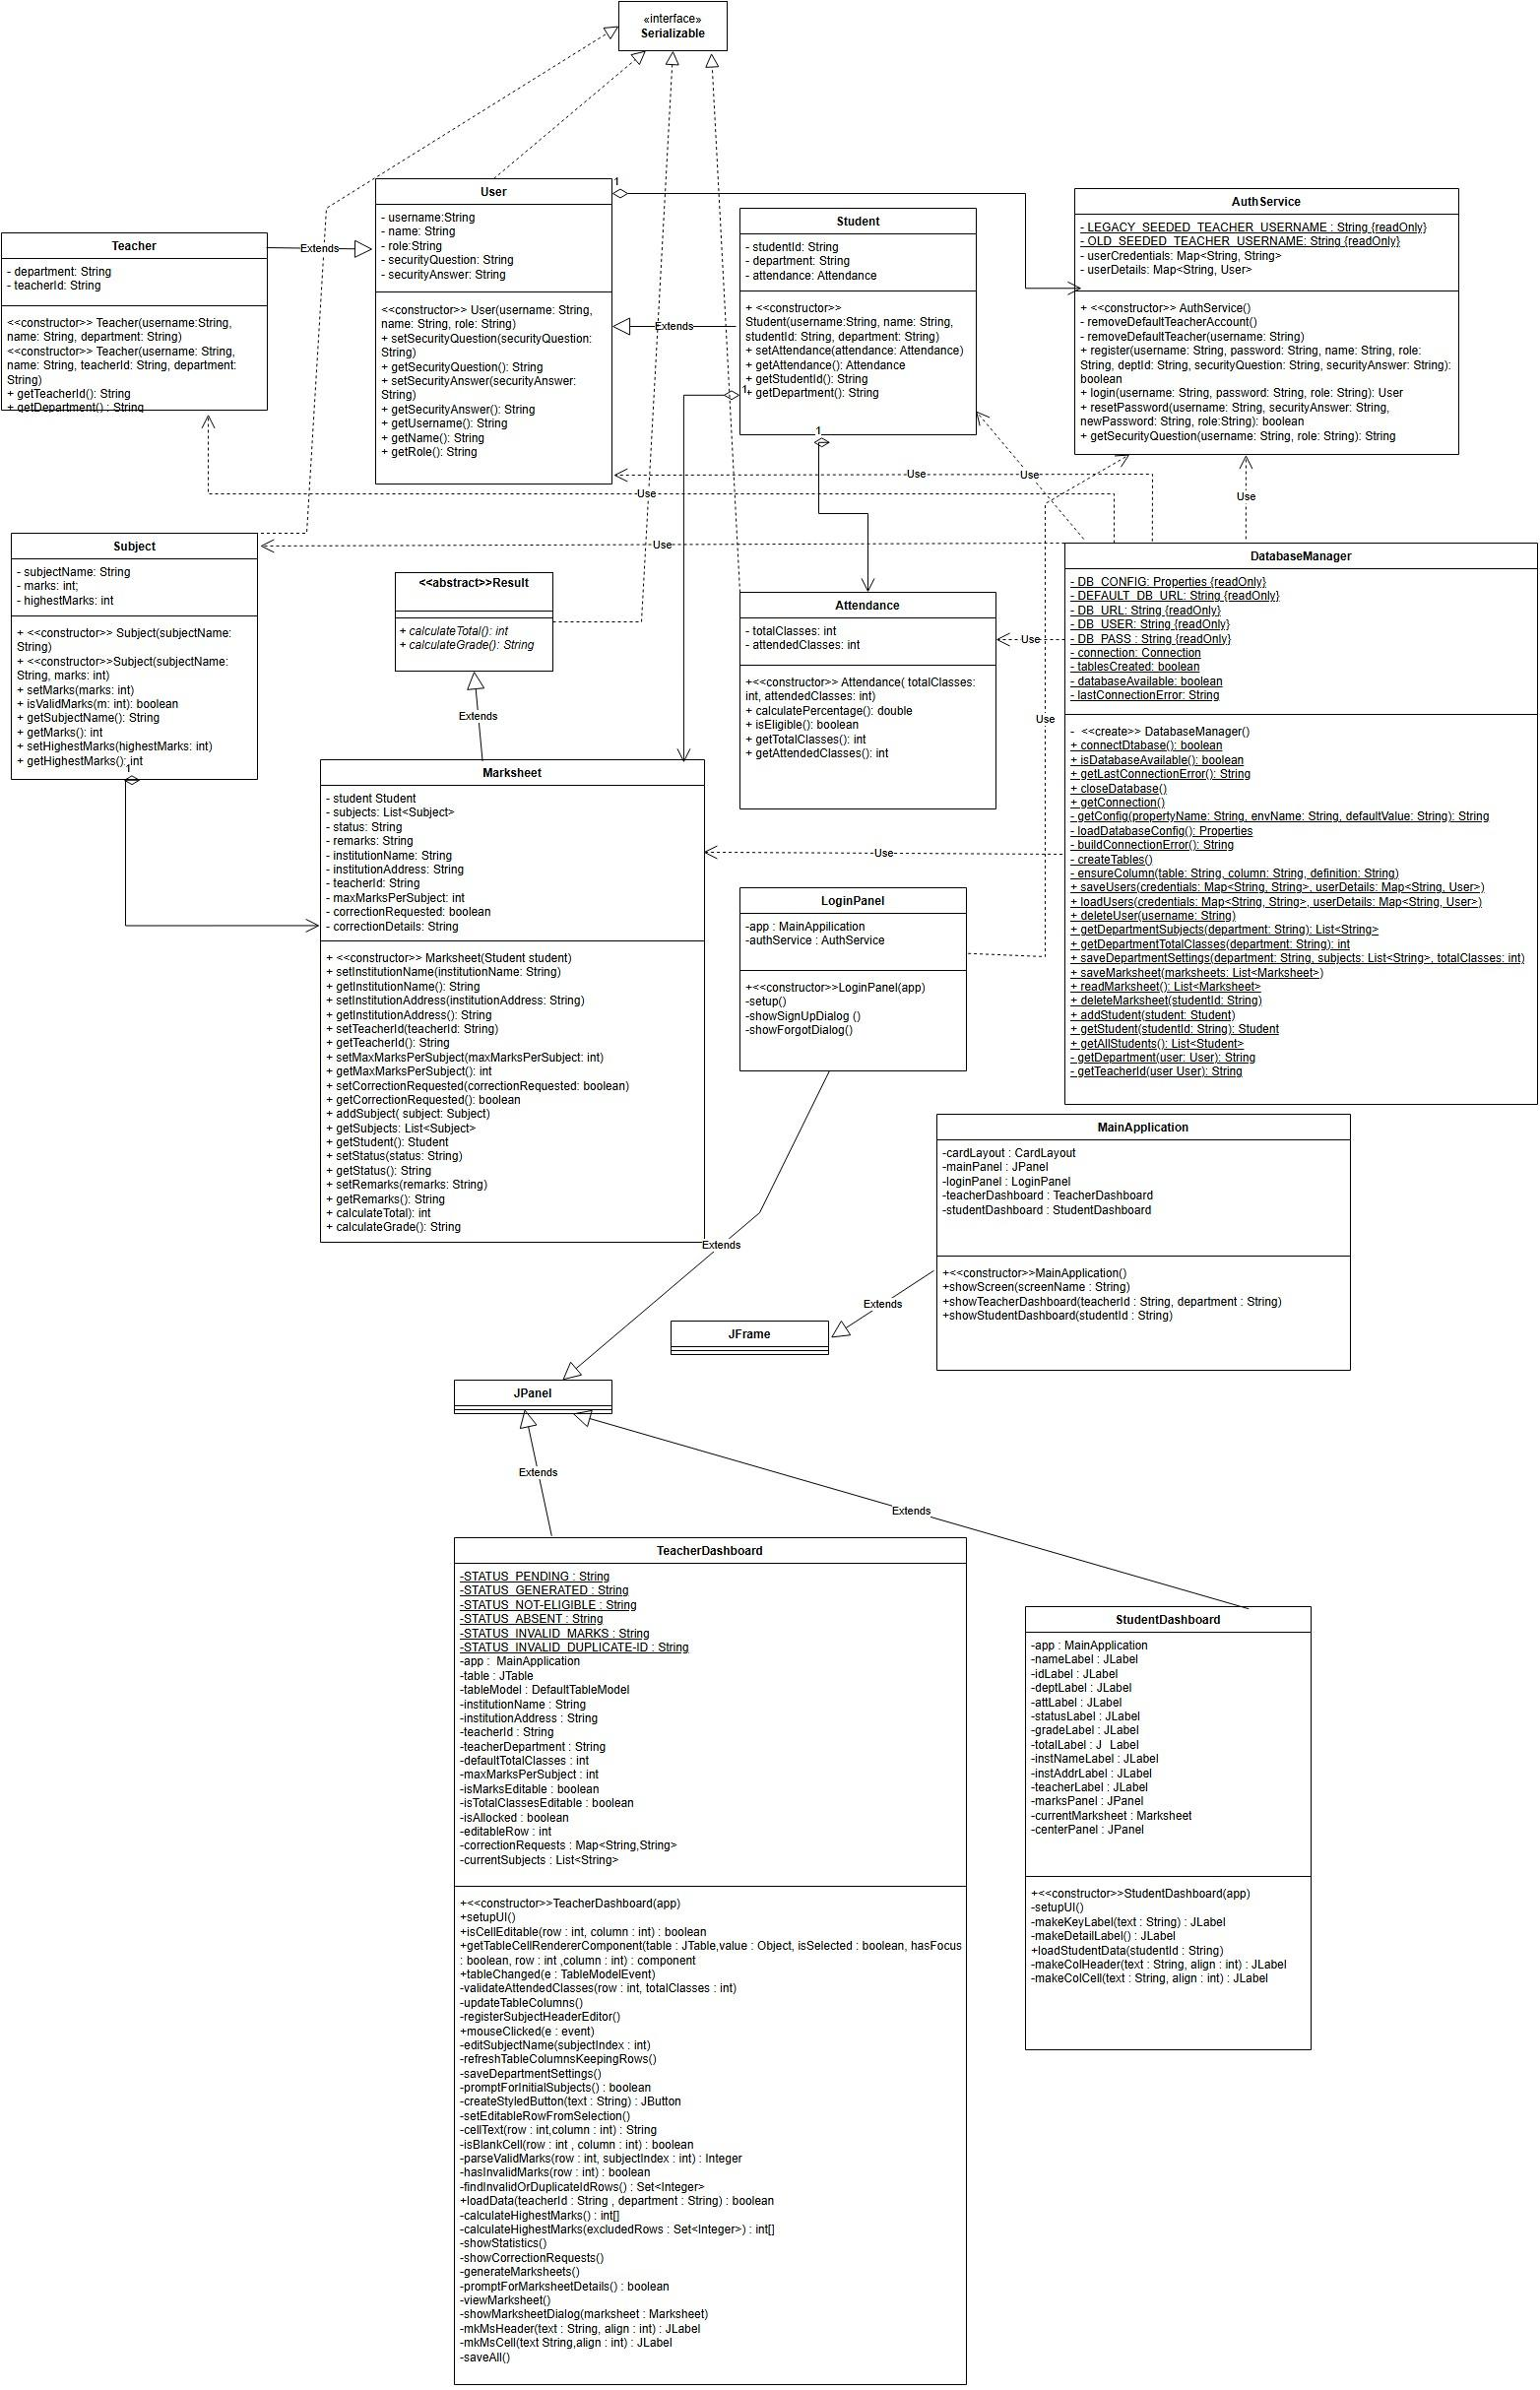 «interface»
Serializable
User
- username:String
- name: String
- role:String
- securityQuestion: String
- securityAnswer: String
<<constructor>> User(username: String,
name: String, role: String)
+ setSecurityQuestion(securityQuestion:
String)
+ getSecurityQuestion(): String
+ setSecurityAnswer(securityAnswer:
String)
+ getSecurityAnswer(): String
+ getUsername(): String
+ getName(): String
+ getRole(): String
1
Student
- studentId: String
- department: String
- attendance: Attendance
+ <<constructor>>
Student(username:String, name: String,
studentId: String, department: String)
+ setAttendance(attendance: Attendance)
+ getAttendance(): Attendance
+ getStudentId(): String
+ getDepartment(): String
1
1
AuthService
- LEGACY_SEEDED_TEACHER_USERNAME : String {readOnly}
- OLD_SEEDED_TEACHER_USERNAME: String {readOnly}
- userCredentials: Map<String, String>
- userDetails: Map<String, User>
+ <<constructor>> AuthService()
- removeDefaultTeacherAccount()
- removeDefaultTeacher(username: String)
+ register(username: String, password: String, name: String, role:
String, deptId: String, securityQuestion: String, securityAnswer: String):
boolean
+ login(username: String, password: String, role: String): User
+ resetPassword(username: String, securityAnswer: String,
newPassword: String, role:String): boolean
+ getSecurityQuestion(username: String, role: String): String
Teacher
- department: String
- teacherId: String
<<constructor>> Teacher(username:String,
name: String, department: String)
<<constructor>> Teacher(username: String,
name: String, teacherId: String, department:
String)
+ getTeacherId(): String
+ getDepartment() : String
Extends
Extends
Use
Use
Use
Use
Use
Subject
- subjectName: String
- marks: int;
- highestMarks: int
+ <<constructor>> Subject(subjectName:
String)
+ <<constructor>>Subject(subjectName:
String, marks: int)
+ setMarks(marks: int)
+ isValidMarks(m: int): boolean
+ getSubjectName(): String
+ getMarks(): int
+ setHighestMarks(highestMarks: int)
+ getHighestMarks(): int
1
<<abstract>>Result
+ calculateTotal(): int
+ calculateGrade(): String
Extends
Attendance
- totalClasses: int
- attendedClasses: int
+<<constructor>> Attendance( totalClasses:
int, attendedClasses: int)
+ calculatePercentage(): double
+ isEligible(): boolean
+ getTotalClasses(): int
+ getAttendedClasses(): int
Use
Use
Use
DatabaseManager
- DB_CONFIG: Properties {readOnly}
- DEFAULT_DB_URL: String {readOnly}
- DB_URL: String {readOnly}
- DB_USER: String {readOnly}
- DB_PASS : String {readOnly}
- connection: Connection
- tablesCreated: boolean
- databaseAvailable: boolean
- lastConnectionError: String
- <<create>> DatabaseManager()
+ connectDtabase(): boolean
+ isDatabaseAvailable(): boolean
+ getLastConnectionError(): String
+ closeDatabase()
+ getConnection()
- getConfig(propertyName: String, envName: String, defaultValue: String): String
- loadDatabaseConfig(): Properties
- buildConnectionError(): String
- createTables()
- ensureColumn(table: String, column: String, definition: String)
+ saveUsers(credentials: Map<String, String>, userDetails: Map<String, User>)
+ loadUsers(credentials: Map<String, String>, userDetails: Map<String, User>)
+ deleteUser(username: String)
+ getDepartmentSubjects(department: String): List<String>
+ getDepartmentTotalClasses(department: String): int
+ saveDepartmentSettings(department: String, subjects: List<String>, totalClasses: int)
+ saveMarksheet(marksheets: List<Marksheet>)
+ readMarksheet(): List<Marksheet>
+ deleteMarksheet(studentId: String)
+ addStudent(student: Student)
+ getStudent(studentId: String): Student
+ getAllStudents(): List<Student>
- getDepartment(user: User): String
- getTeacherId(user User): String
Marksheet
- student Student
- subjects: List<Subject>
- status: String
- remarks: String
- institutionName: String
- institutionAddress: String
- teacherId: String
- maxMarksPerSubject: int
- correctionRequested: boolean
- correctionDetails: String
+ <<constructor>> Marksheet(Student student)
+ setInstitutionName(institutionName: String)
+ getInstitutionName(): String
+ setInstitutionAddress(institutionAddress: String)
+ getInstitutionAddress(): String
+ setTeacherId(teacherId: String)
+ getTeacherId(): String
+ setMaxMarksPerSubject(maxMarksPerSubject: int)
+ getMaxMarksPerSubject(): int
+ setCorrectionRequested(correctionRequested: boolean)
+ getCorrectionRequested(): boolean
+ addSubject( subject: Subject)
+ getSubjects: List<Subject>
+ getStudent(): Student
+ setStatus(status: String)
+ getStatus(): String
+ setRemarks(remarks: String)
+ getRemarks(): String
+ calculateTotal): int
+ calculateGrade(): String
LoginPanel
-app : MainAppilication
-authService : AuthService
+<<constructor>>LoginPanel(app)
-setup()
-showSignUpDialog ()
-showForgotDialog()
Extends
MainApplication
-cardLayout : CardLayout
-mainPanel : JPanel
-loginPanel : LoginPanel
-teacherDashboard : TeacherDashboard
-studentDashboard : StudentDashboard
+<<constructor>>MainApplication()
+showScreen(screenName : String)
+showTeacherDashboard(teacherId : String, department : String)
+showStudentDashboard(studentId : String)
Extends
JFrame
JPanel
Extends
Extends
TeacherDashboard
-STATUS_PENDING : String
-STATUS_GENERATED : String
-STATUS_NOT-ELIGIBLE : String
-STATUS_ABSENT : String
-STATUS_INVALID_MARKS : String
-STATUS_INVALID_DUPLICATE-ID : String
-app : MainApplication
-table : JTable
-tableModel : DefaultTableModel
-institutionName : String
-institutionAddress : String
-teacherId : String
-teacherDepartment : String
-defaultTotalClasses : int
-maxMarksPerSubject : int
-isMarksEditable : boolean
-isTotalClassesEditable : boolean
-isAllocked : boolean
-editableRow : int
-correctionRequests : Map<String,String>
-currentSubjects : List<String>
+<<constructor>>TeacherDashboard(app)
+setupUI()
+isCellEditable(row : int, column : int) : boolean
+getTableCellRendererComponent(table : JTable,value : Object, isSelected : boolean, hasFocus
: boolean, row : int ,column : int) : component
+tableChanged(e : TableModelEvent)
-validateAttendedClasses(row : int, totalClasses : int)
-updateTableColumns()
-registerSubjectHeaderEditor()
+mouseClicked(e : event)
-editSubjectName(subjectIndex : int)
-refreshTableColumnsKeepingRows()
-saveDepartmentSettings()
-promptForInitialSubjects() : boolean
-createStyledButton(text : String) : JButton
-setEditableRowFromSelection()
-cellText(row : int,column : int) : String
-isBlankCell(row : int , column : int) : boolean
-parseValidMarks(row : int, subjectIndex : int) : Integer
-hasInvalidMarks(row : int) : boolean
-findInvalidOrDuplicateIdRows() : Set<Integer>
+loadData(teacherId : String , department : String) : boolean
-calculateHighestMarks() : int[]
-calculateHighestMarks(excludedRows : Set<Integer>) : int[]
-showStatistics()
-showCorrectionRequests()
-generateMarksheets()
-promptForMarksheetDetails() : boolean
-viewMarksheet()
-showMarksheetDialog(marksheet : Marksheet)
-mkMsHeader(text : String, align : int) : JLabel
-mkMsCell(text String,align : int) : JLabel
-saveAll()
StudentDashboard
-app : MainApplication
-nameLabel : JLabel
-idLabel : JLabel
-deptLabel : JLabel
-attLabel : JLabel
-statusLabel : JLabel
-gradeLabel : JLabel
-totalLabel : J Label
-instNameLabel : JLabel
-instAddrLabel : JLabel
-teacherLabel : JLabel
-marksPanel : JPanel
-currentMarksheet : Marksheet
-centerPanel : JPanel
+<<constructor>>StudentDashboard(app)
-setupUI()
-makeKeyLabel(text : String) : JLabel
-makeDetailLabel() : JLabel
+loadStudentData(studentId : String)
-makeColHeader(text : String, align : int) : JLabel
-makeColCell(text : String, align : int) : JLabel